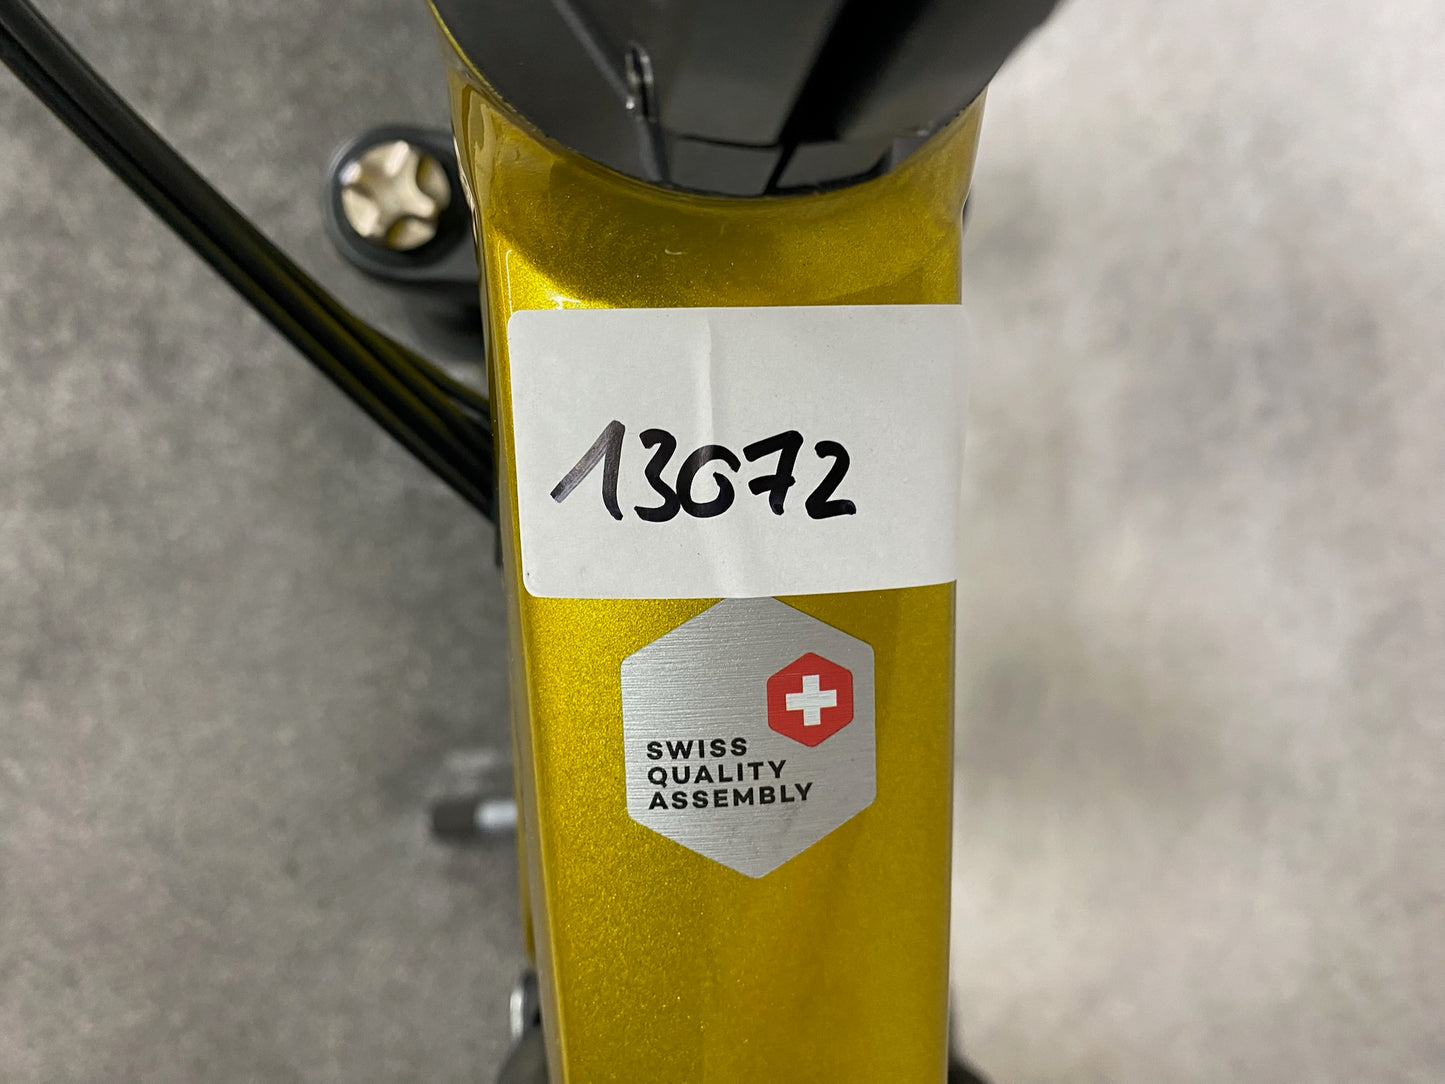 13072
SWISS
QUALITY
ASSEMBLY